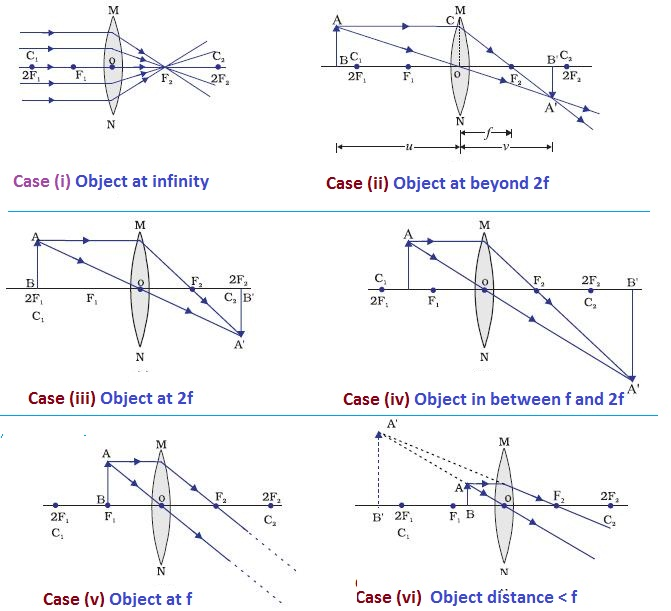 M
C₁ O C₂
2F₁ F₁ F₂ 2F₂
N
Case (i) Object at infinity
M
A C
B C₁ B' C₂
2F₁ F₁ O F₂ 2F₂
A'
N
f
u v
Case (ii) Object at beyond 2f
M
A
B O F₂ 2F₂
2F₁ F₁ C₂ B'
C₁
A'
N
Case (iii) Object at 2f
M
A
C₁ O F₂ 2F₂ B'
2F₁ F₁ C₂
N
A'
Case (iv) Object in between f and 2f
M
A
B O F₂ 2F₂
2F₁ F₁ C₂
C₁
N
Case (v) Object at f
A'
M
A
O F₂ 2F₂
B' 2F₁ F₁ B C₂
C₁
N
Case (vi) Object distance < f